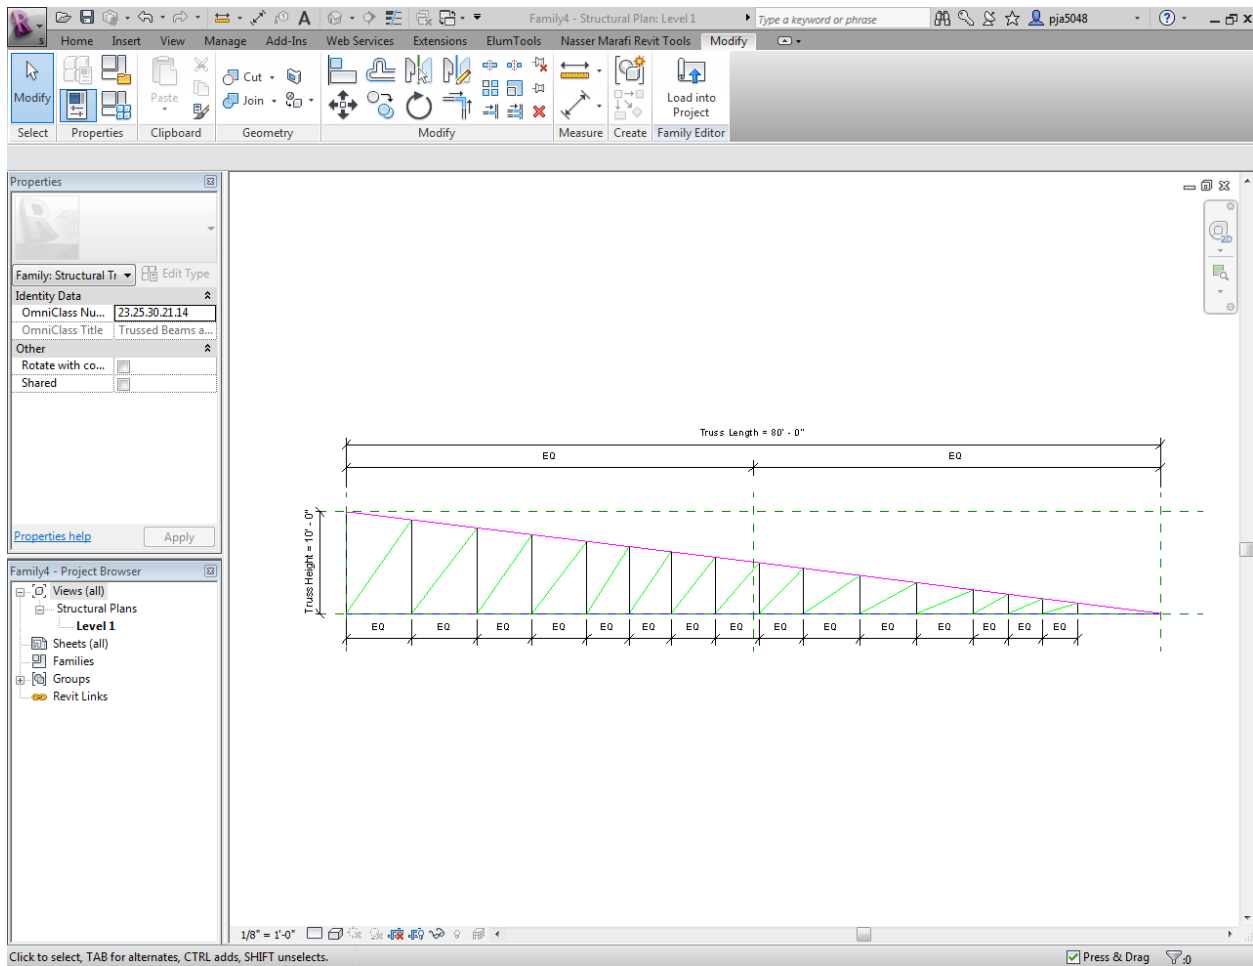 Family4 - Structural Plan: Level 1
Type a keyword or phrase
pja5048
Home Insert View Manage Add-Ins Web Services Extensions ElumTools Nasser Marafi Revit Tools Modify
Modify
Paste
Cut
Join
Load into
Project
Select Properties Clipboard Geometry Modify Measure Create Family Editor
Properties
Family: Structural Tr
Edit Type
Identity Data
OmniClass Nu... 23.25.30.21.14
OmniClass Title Trussed Beams a...
Other
Rotate with co...
Shared
Properties help
Apply
Family4 - Project Browser
Views (all)
Structural Plans
Level 1
Sheets (all)
Families
Groups
Revit Links
2D
Truss Length = 80' - 0"
EQ EQ
Truss Height = 10' - 0"
EQ EQ EQ EQ EQ EQ EQ EQ EQ EQ EQ EQ EQ EQ
1/8" = 1'-0"
Click to select, TAB for alternates, CTRL adds, SHIFT unselects.
Press & Drag
:0